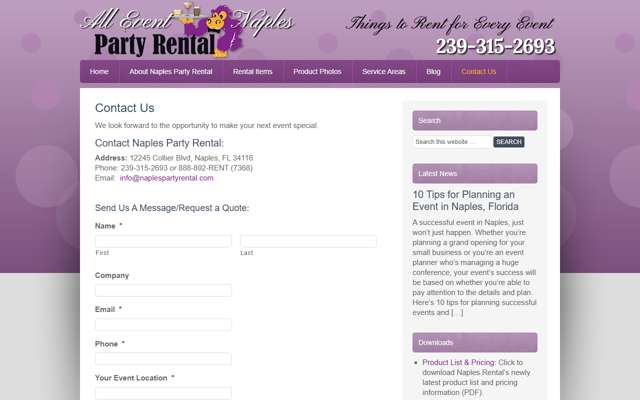 All Event Naples
Party Rental
Things to Rent for Every Event
239-315-2693
Home About Naples Party Rental Rental Items Product Photos Service Areas Blog Contact Us
Contact Us
We look forward to the opportunity to make your next event special.
Contact Naples Party Rental:
Address: 12245 Collier Blvd, Naples, FL 34116
Phone: 239-315-2693 or 888-892-RENT (7368)
Email: info@naplespartyrental.com
Send Us A Message/Request a Quote:
Name *
First Last
Company
Email *
Phone *
Your Event Location *
Search
Search this website … SEARCH
Latest News
10 Tips for Planning an
Event in Naples, Florida
A successful event in Naples, just
won't just happen. Whether you're
planning a grand opening for your
small business or you're an event
planner who's managing a huge
conference, your event's success will
be based on whether you're able to
pay attention to the details and plan.
Here's 10 tips for planning successful
events and […]
Downloads
Product List & Pricing: Click to
download Naples Rental's newly
latest product list and pricing
information (PDF).